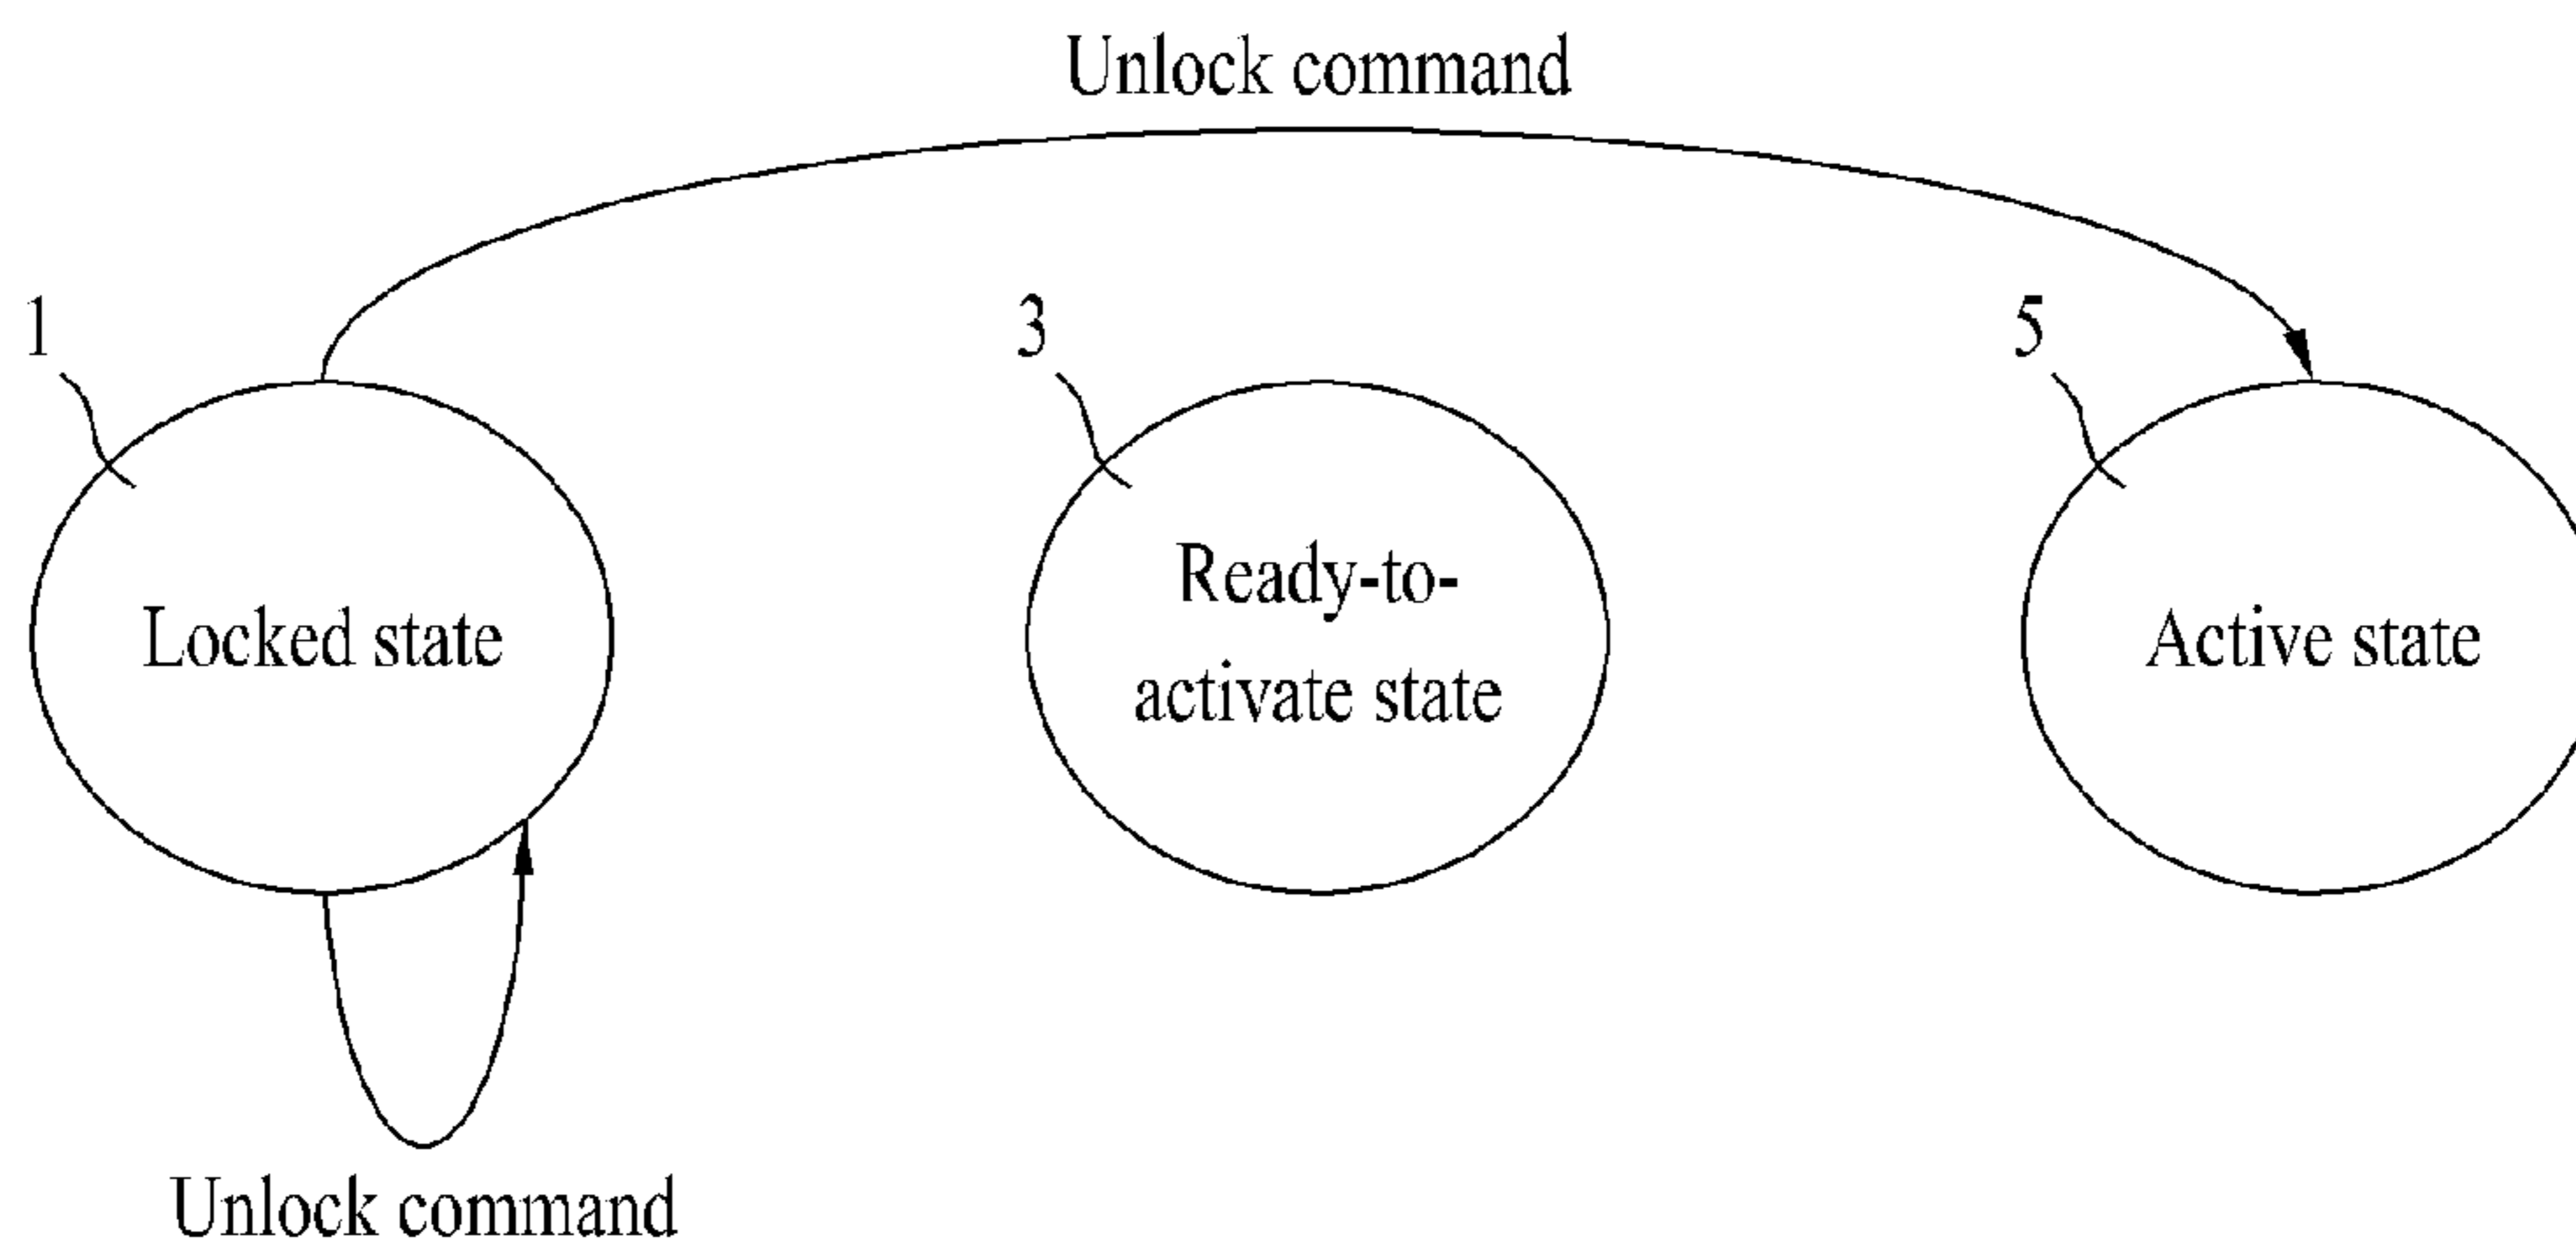 Unlock command
1
3
5
Locked state
Ready-to-
activate state
Active state
Unlock command